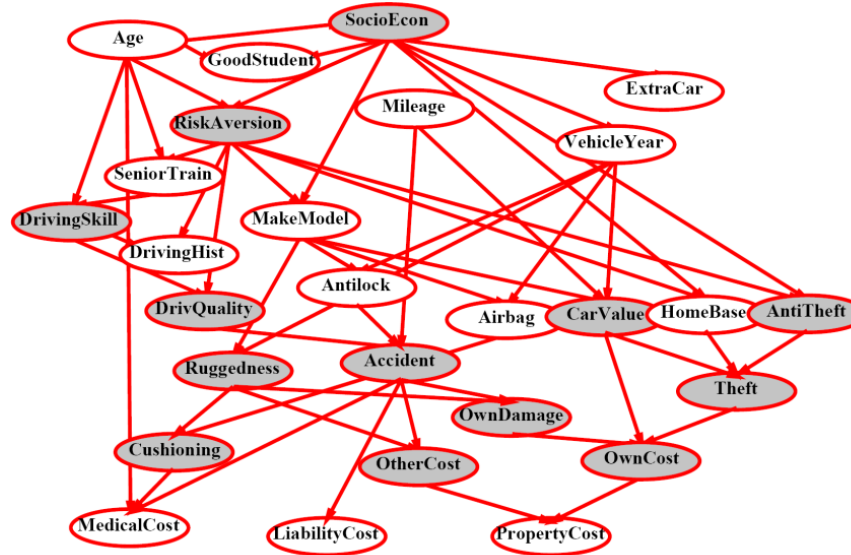 SocioEcon
Age
GoodStudent
ExtraCar
Mileage
RiskAversion
VehicleYear
SeniorTrain
DrivingSkill
MakeModel
DrivingHist
Antilock
DrivQuality
Airbag
CarValue
HomeBase
AntiTheft
Ruggedness
Accident
Theft
OwnDamage
Cushioning
OtherCost
OwnCost
MedicalCost
LiabilityCost
PropertyCost